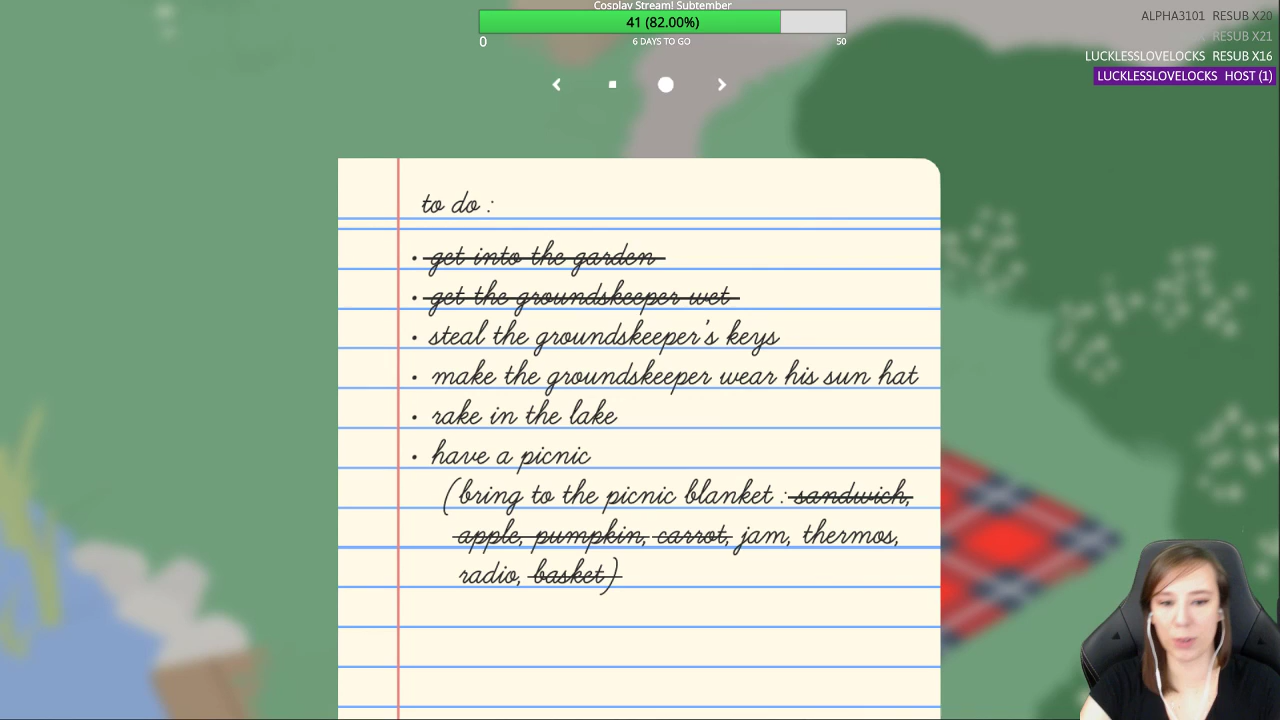 Cosplay Stream! Subtember
41 (82.00%)
0
6 DAYS TO GO
50
ALPHA3101 RESUB X20
RESUB X21
LUCKLESSLOVELOCKS RESUB X16
LUCKLESSLOVELOCKS HOST (1)
to do :
• get into the garden
• get the groundskeeper wet
• steal the groundskeeper's keys
• make the groundskeeper wear his sun hat
• rake in the lake
• have a picnic
(bring to the picnic blanket : sandwich,
apple, pumpkin, carrot, jam, thermos,
radio, basket)